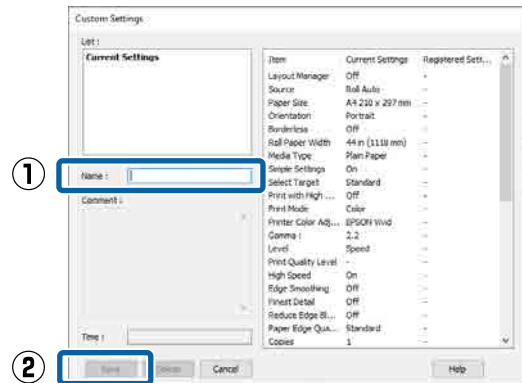 Custom Settings
List :
Current Settings
Item Current Settings Registered Sett...
Layout Manager Off -
Source Roll Auto -
Paper Size A4 210 x 297 mm -
Orientation Portrait -
Borderless Off -
Roll Paper Width 44 in (1118 mm) -
Media Type Plain Paper -
Simple Settings On -
Select Target Standard -
Print with High ... Off -
Print Mode Color -
Printer Color Adj... EPSON Vivid -
Gamma : 2.2 -
Level Speed -
Print Quality Level - -
High Speed On -
Edge Smoothing Off -
Finest Detail Off -
Reduce Edge Bl... Off -
Paper Edge Qua... Standard -
Copies 1 -
① Name :
Comment :
Time :
② Save Delete Cancel Help